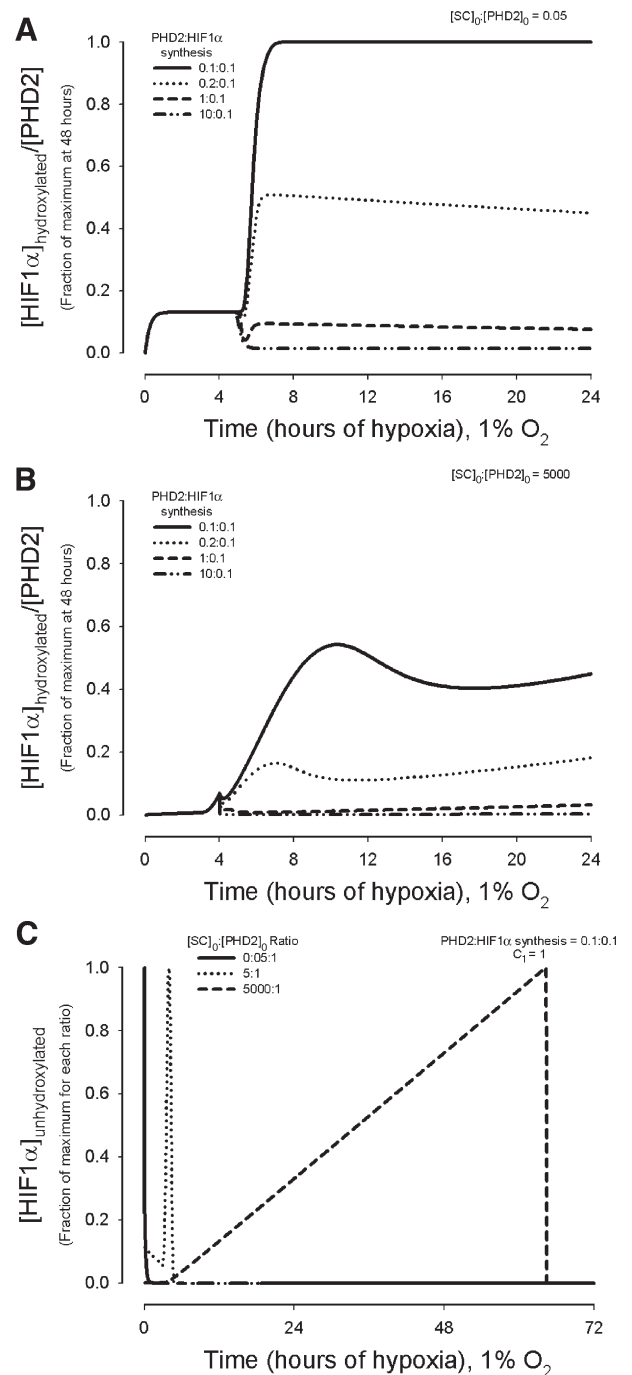 A
[SC]0:[PHD2]0 = 0.05
PHD2:HIF1α
synthesis
0.1:0.1
0.2:0.1
1:0.1
10:0.1
[HIF1α]hydroxylated/[PHD2]
(Fraction of maximum at 48 hours)
1.0
0.8
0.6
0.4
0.2
0.0
0 4 8 12 16 20 24
Time (hours of hypoxia), 1% O2
B
[SC]0:[PHD2]0 = 5000
PHD2:HIF1α
synthesis
0.1:0.1
0.2:0.1
1:0.1
10:0.1
[HIF1α]hydroxylated/[PHD2]
(Fraction of maximum at 48 hours)
1.0
0.8
0.6
0.4
0.2
0.0
0 4 8 12 16 20 24
Time (hours of hypoxia), 1% O2
C
[SC]0:[PHD2]0 Ratio
0:05:1
5:1
5000:1
PHD2:HIF1α synthesis = 0.1:0.1
C1 = 1
[HIF1α]unhydroxylated
(Fraction of maximum for each ratio)
1.0
0.8
0.6
0.4
0.2
0.0
0 24 48 72
Time (hours of hypoxia), 1% O2